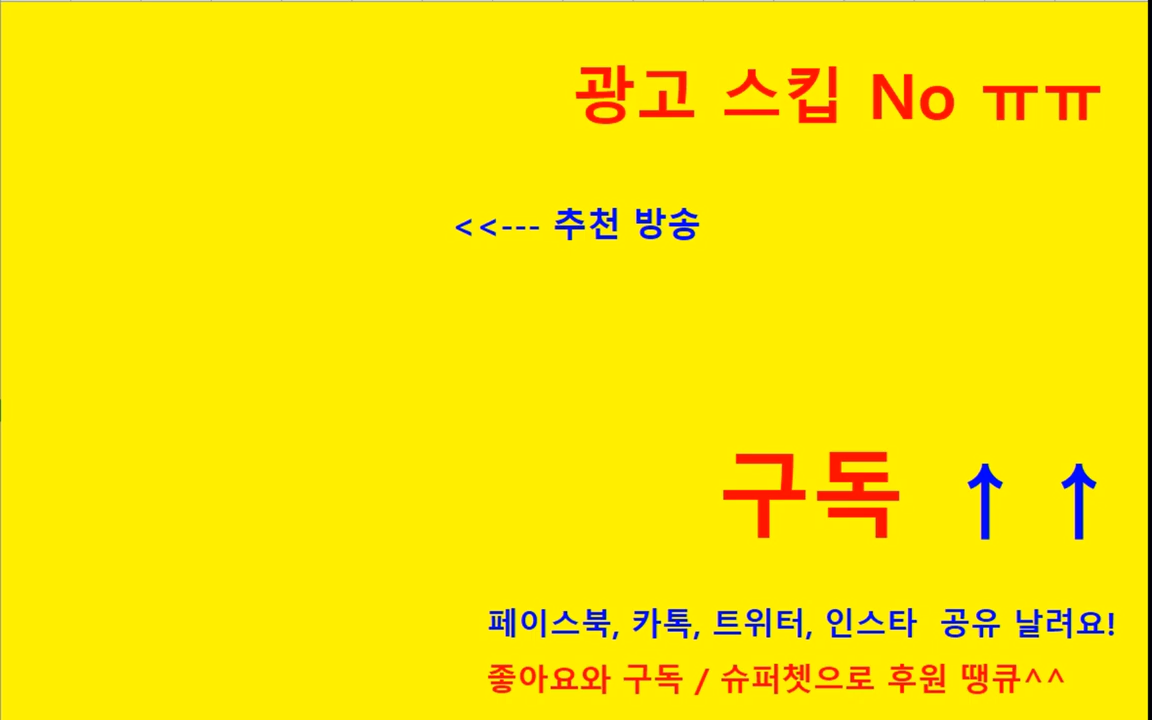 광고 스킵 No ㅠㅠ
<<--- 추천 방송
구독 ↑ ↑
페이스북, 카톡, 트위터, 인스타 공유 날려요!
좋아요와 구독 / 슈퍼쳇으로 후원 땡큐^^